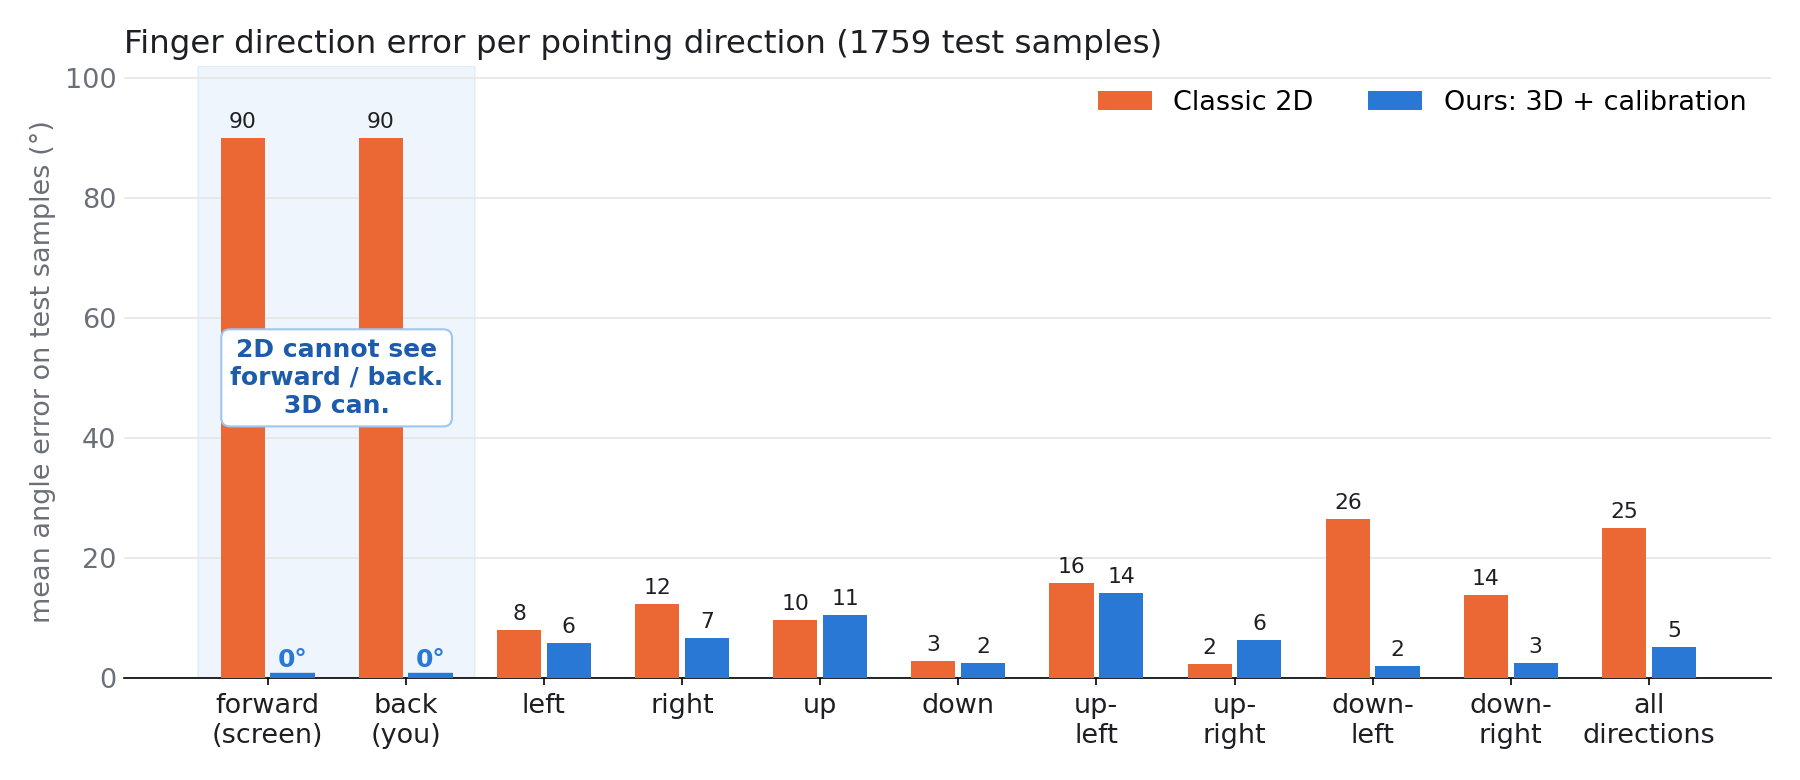 Finger direction error per pointing direction (1759 test samples)
Classic 2D
Ours: 3D + calibration
mean angle error on test samples (°)
100
80
60
40
20
0
90
0°
90
0°
8
6
12
7
10
11
3
2
16
14
2
6
26
2
14
3
25
5
2D cannot see
forward / back.
3D can.
forward
(screen)
back
(you)
left
right
up
down
up-
left
up-
right
down-
left
down-
right
all
directions